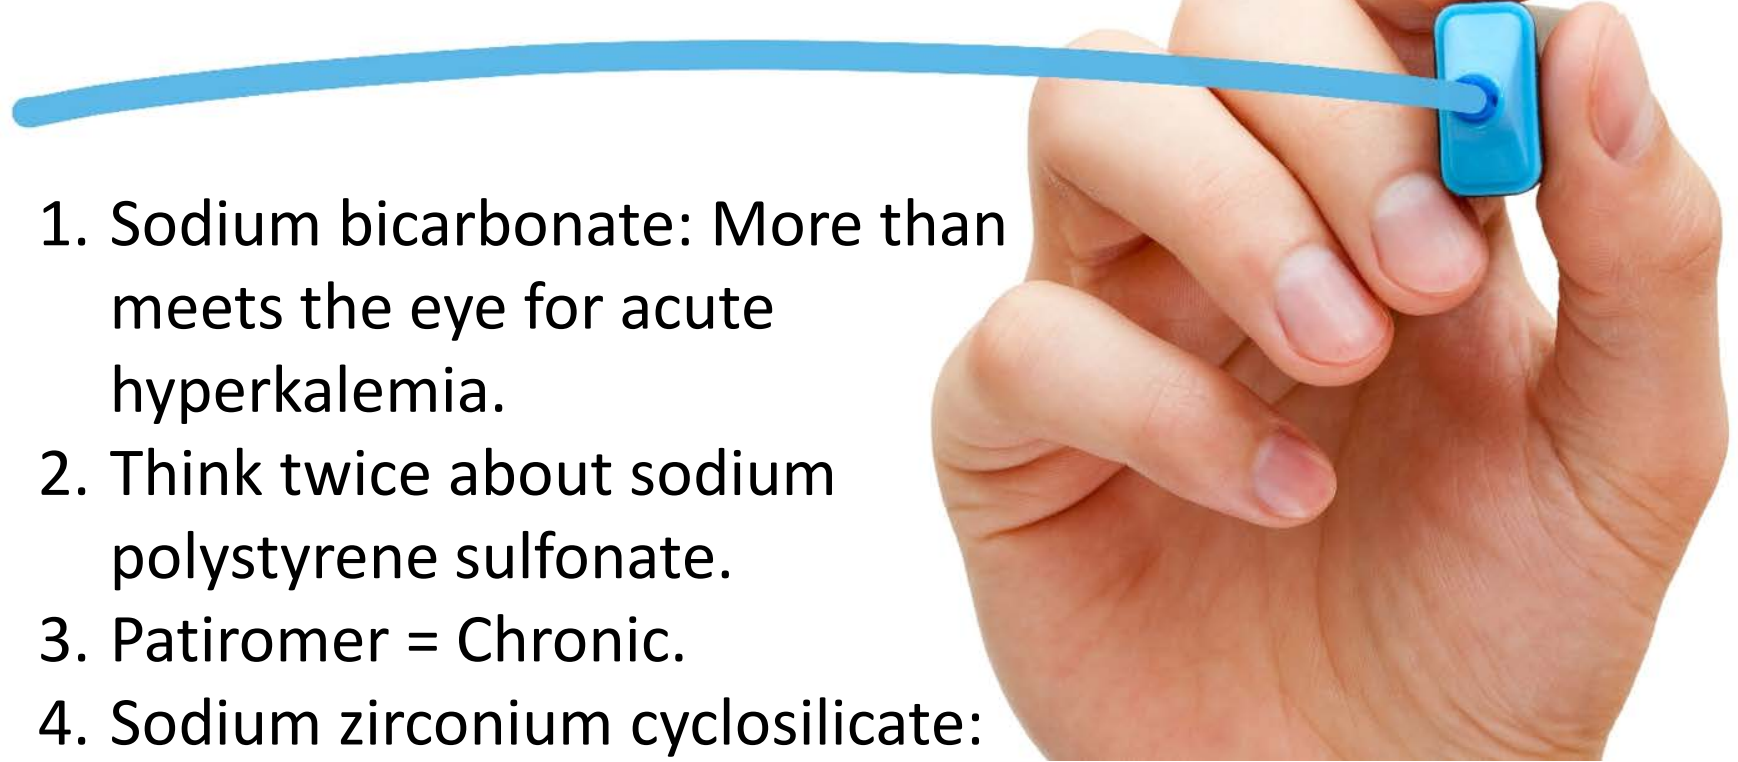 1. Sodium bicarbonate: More than
meets the eye for acute
hyperkalemia.
2. Think twice about sodium
polystyrene sulfonate.
3. Patiromer = Chronic.
4. Sodium zirconium cyclosilicate: